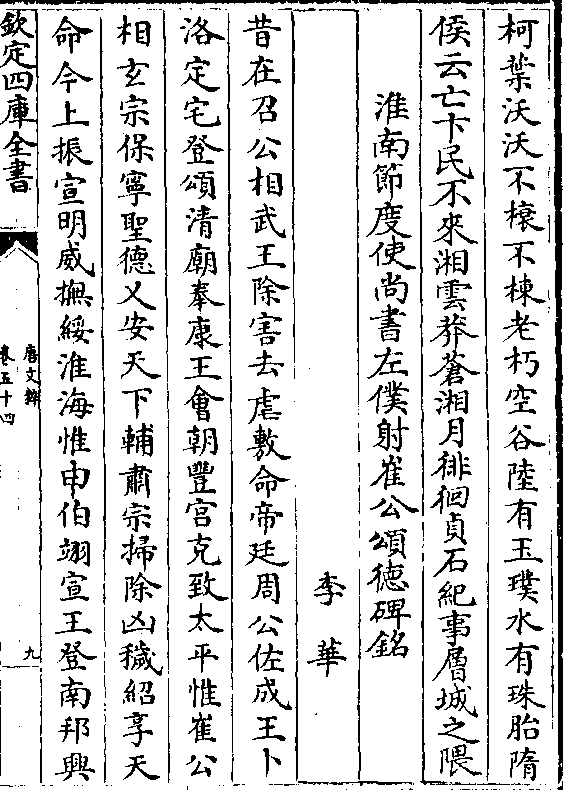 柯葉沃沃不榱不棟老朽空谷陸有玉璞水有珠胎隋
侯云亡卞民不來湘雲莽蒼湘月徘徊貞石紀事層城之隈
淮南節度使尚書左僕射崔公頌德碑銘
李華
昔在召公相武王除害去虐敷命帝廷周公佐成王卜
洛定宅登頌清廟奉康王會朝豐宫克致太平惟崔公
相玄宗保寧聖德乂安天下輔肅宗掃除凶穢紹享天
命今上振宣明威撫綏淮海惟申伯翊宣王登南邦興
欽定四庫全書
唐文粹
卷五十四
九